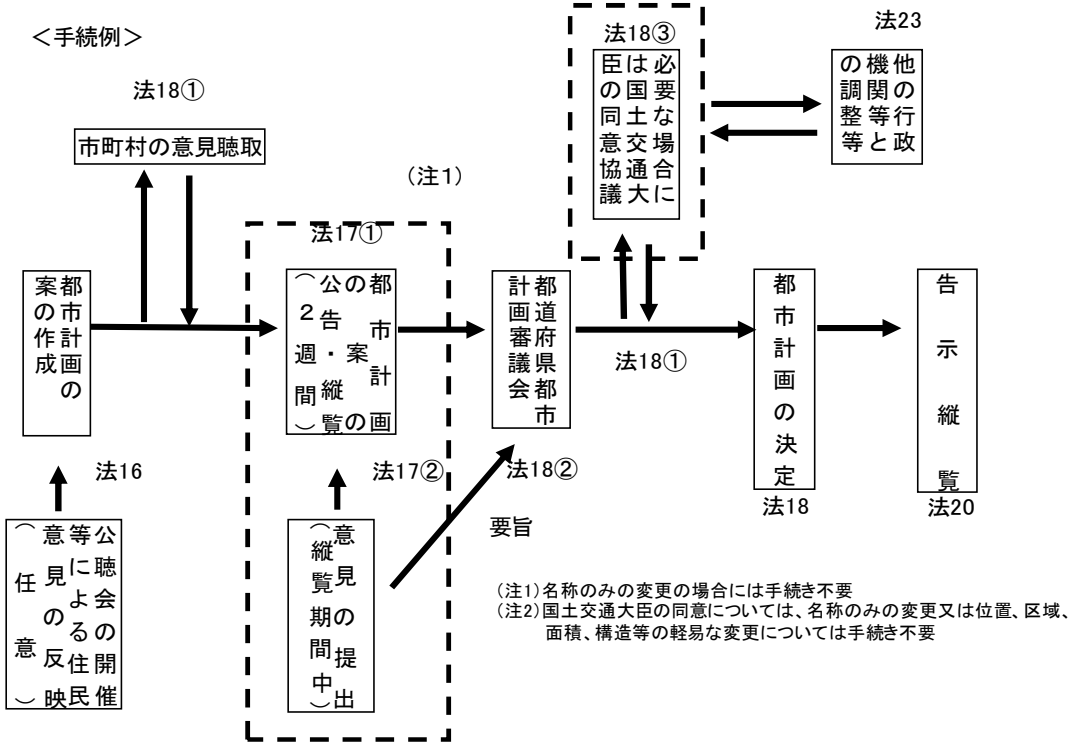 ＜手続例＞
法18①
市町村の意見聴取
（注1）
法18③
必要な場合に
は国土交通大
臣の同意協議
法23
他の行政
機関等と
の調整等
都市計画の
案の作成
法17①
都市計画
の案の
公告・縦覧
（２週間）
都道府県都市
計画審議会
法18①
都市計画の決定
法18
告示縦覧
法20
法16
公聴会の開催
等による住民
意見の反映
（任意）
法17②
意見の提出
（縦覧期間中）
法18②
要旨
（注1）名称のみの変更の場合には手続き不要
（注2）国土交通大臣の同意については、名称のみの変更又は位置、区域、
面積、構造等の軽易な変更については手続き不要